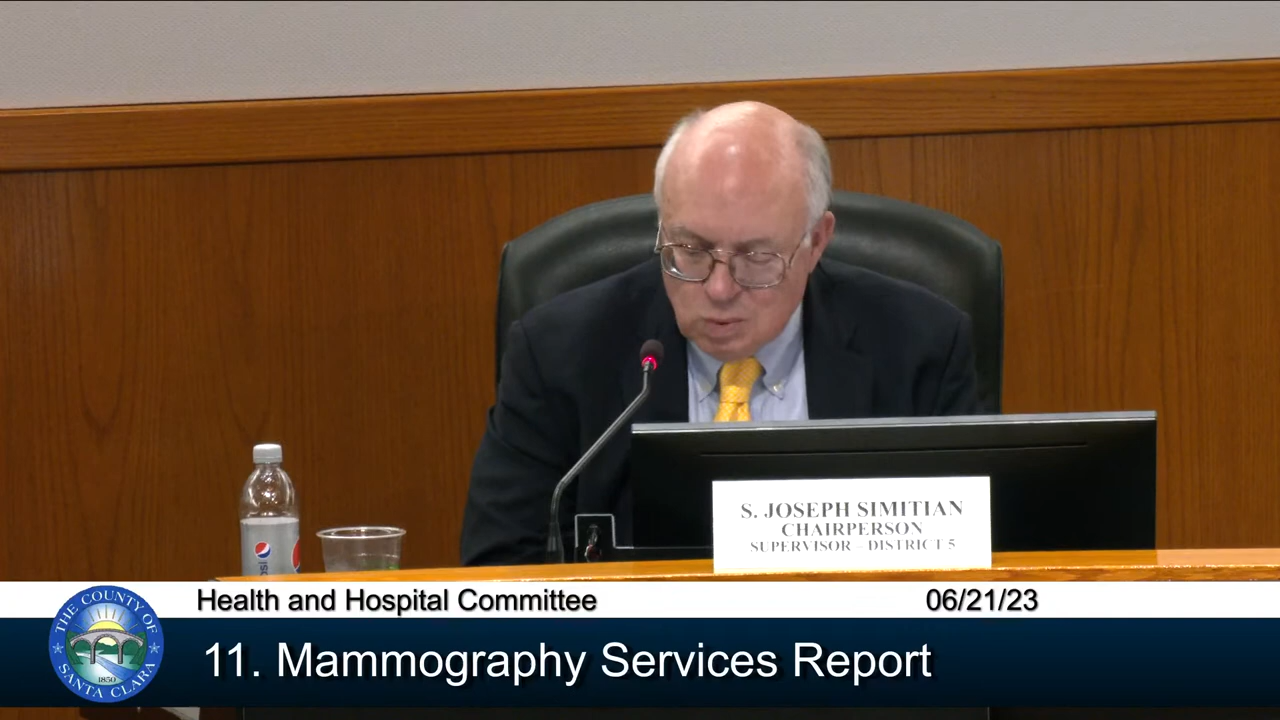 S. JOSEPH SIMITIAN
CHAIRPERSON
SUPERVISOR – DISTRICT 5
Health and Hospital Committee
06/21/23
THE COUNTY OF
SANTA CLARA
1850
11. Mammography Services Report